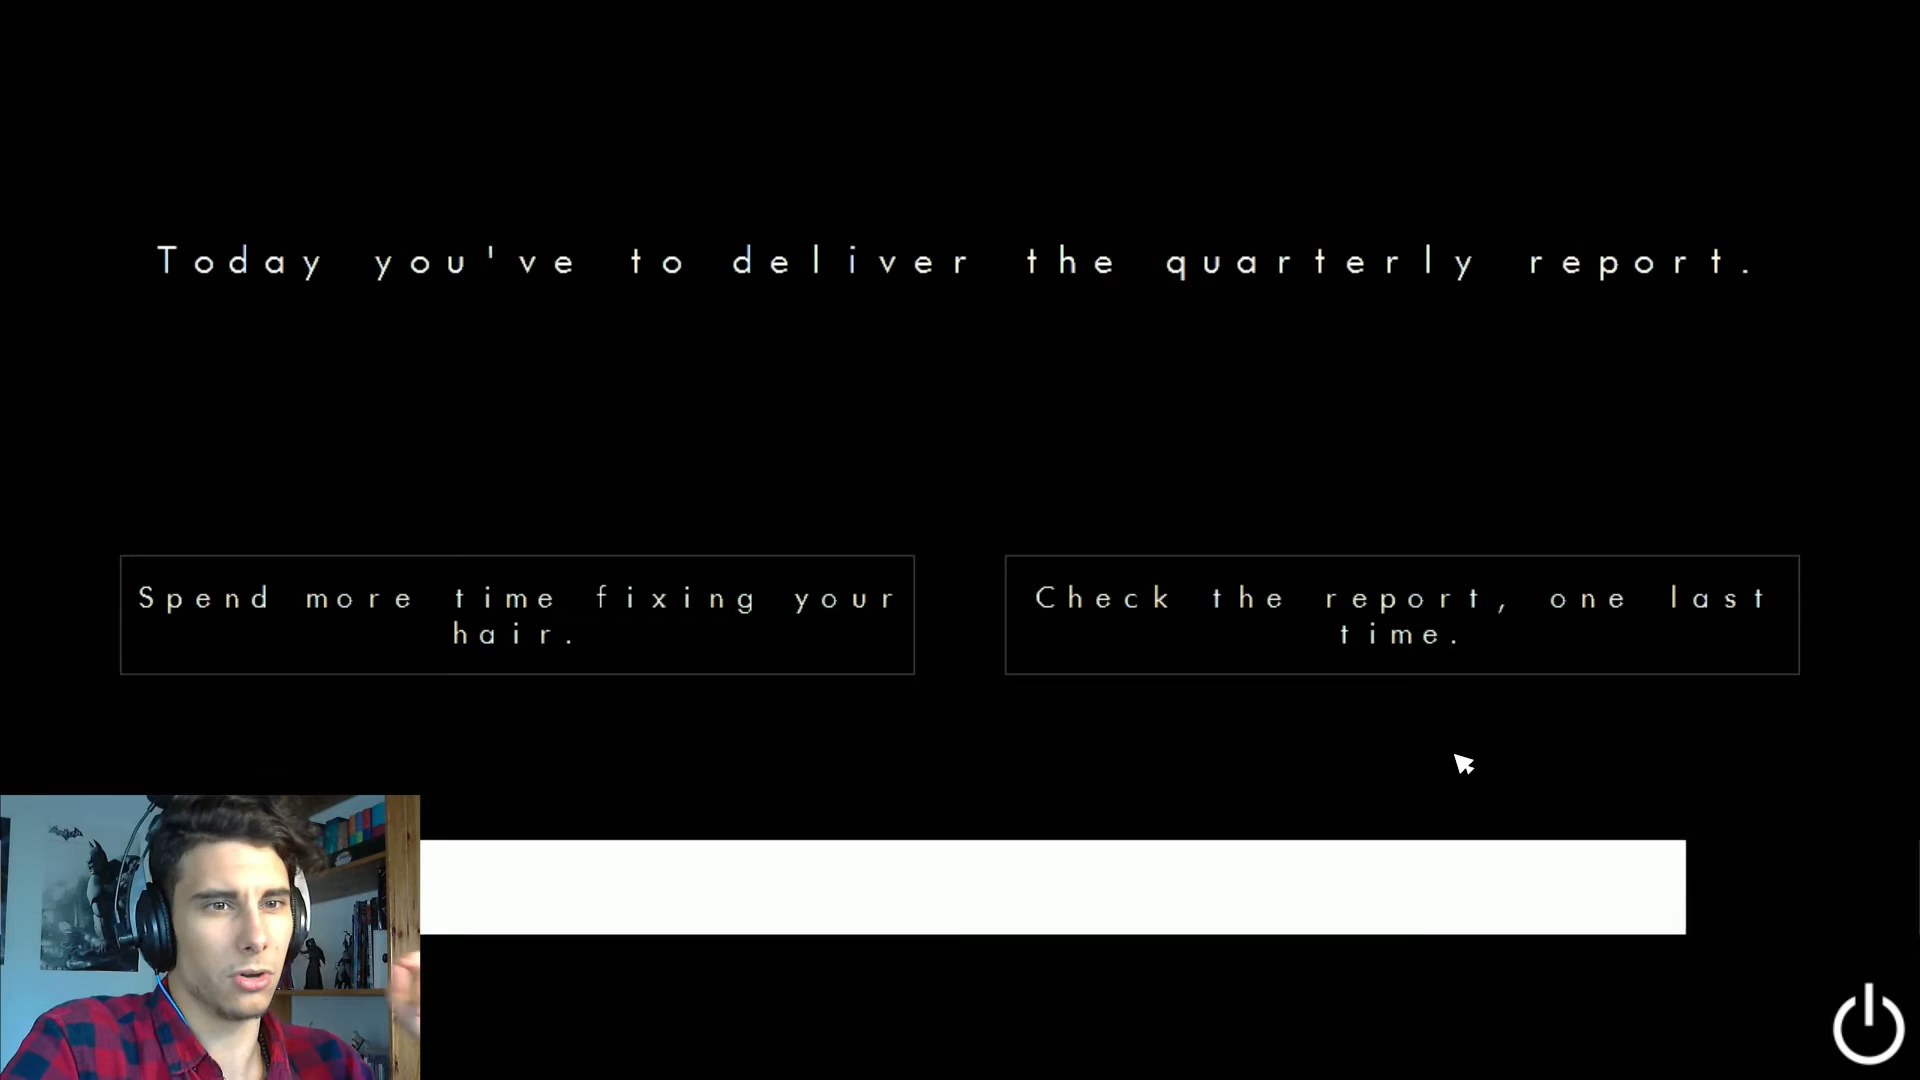 Today you've to deliver the quarterly report.
Spend more time fixing your
hair.
Check the report, one last
time.